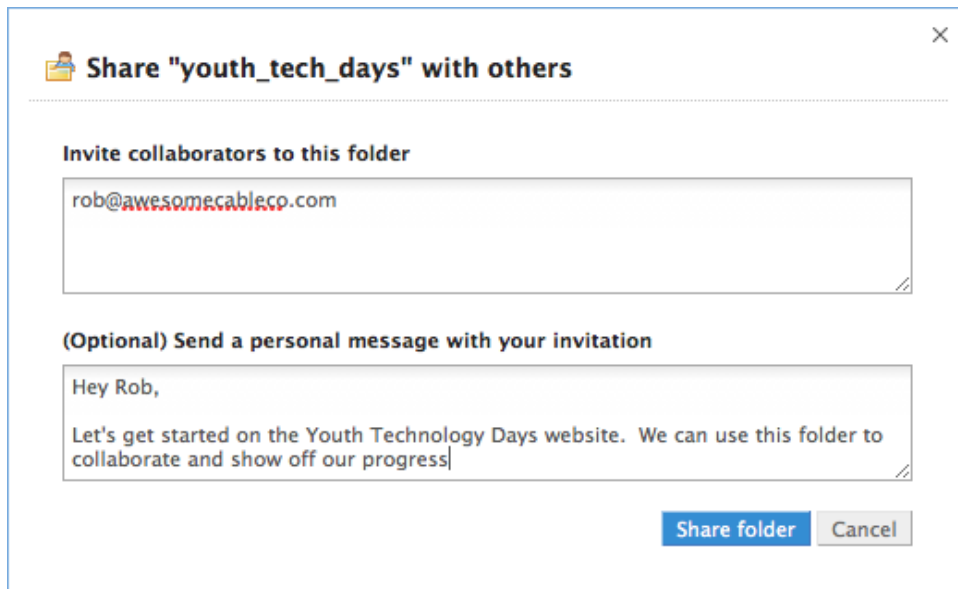 Share "youth_tech_days" with others
Invite collaborators to this folder
rob@awesomecableco.com
(Optional) Send a personal message with your invitation
Hey Rob,
Let's get started on the Youth Technology Days website.  We can use this folder to
collaborate and show off our progress
Share folder
Cancel